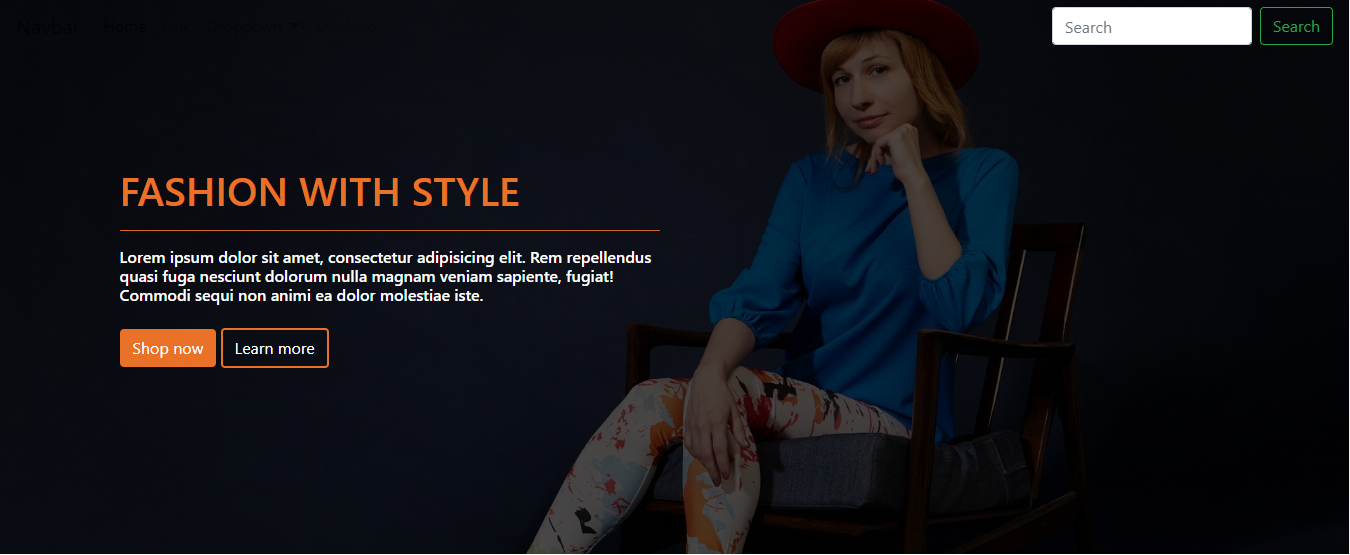 Navbar Home Link Dropdown Disabled Search Search
FASHION WITH STYLE
Lorem ipsum dolor sit amet, consectetur adipisicing elit. Rem repellendus
quasi fuga nesciunt dolorum nulla magnam veniam sapiente, fugiat!
Commodi sequi non animi ea dolor molestiae iste.
Shop now Learn more